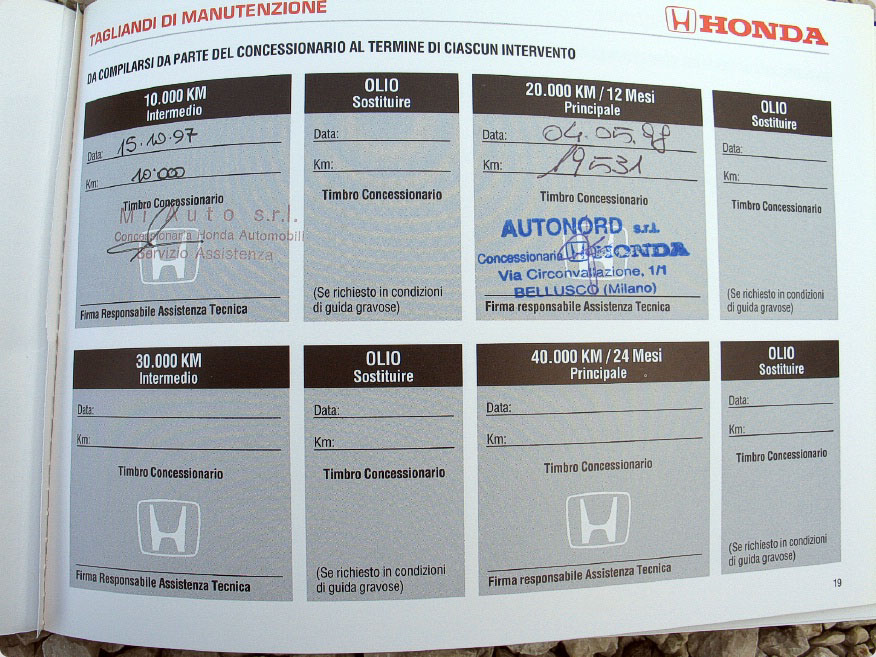 TAGLIANDI DI MANUTENZIONE
HONDA
DA COMPILARSI DA PARTE DEL CONCESSIONARIO AL TERMINE DI CIASCUN INTERVENTO
10.000 KM
Intermedio
Data: 15.10.97
Km: 10.000
Timbro Concessionario
Mi Auto s.r.l.
Concessionaria Honda Automobili
Servizio Assistenza
Firma Responsabile Assistenza Tecnica
OLIO
Sostituire
Data:
Km:
Timbro Concessionario
(Se richiesto in condizioni
di guida gravose)
20.000 KM / 12 Mesi
Principale
Data: 04.05.98
Km: 19531
Timbro Concessionario
AUTONORD s.r.l.
Concessionaria HONDA
Via Circonvallazione, 1/1
BELLUSCO (Milano)
Firma responsabile Assistenza Tecnica
OLIO
Sostituire
Data:
Km:
Timbro Concessionario
(Se richiesto in condizioni
di guida gravose)
30.000 KM
Intermedio
Data:
Km:
Timbro Concessionario
Firma Responsabile Assistenza Tecnica
OLIO
Sostituire
Data:
Km:
Timbro Concessionario
(Se richiesto in condizioni
di guida gravose)
40.000 KM / 24 Mesi
Principale
Data:
Km:
Timbro Concessionario
Firma responsabile Assistenza Tecnica
OLIO
Sostituire
Data:
Km:
Timbro Concessionario
(Se richiesto in condizioni
di guida gravose)
19